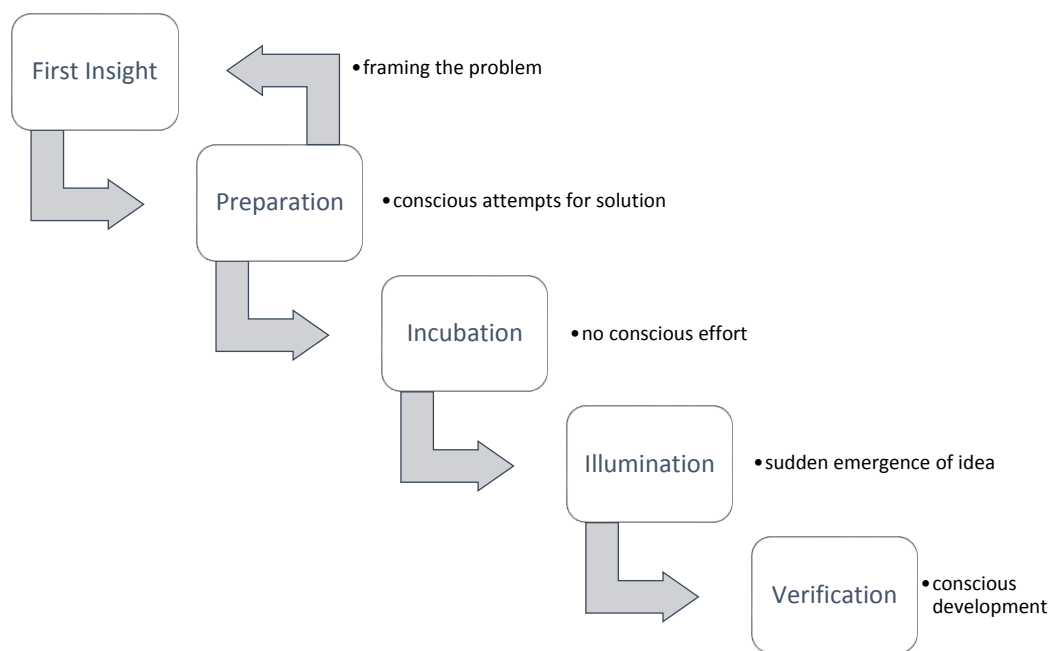 First Insight
•framing the problem
Preparation
•conscious attempts for solution
Incubation
•no conscious effort
Illumination
•sudden emergence of idea
Verification
•conscious
development